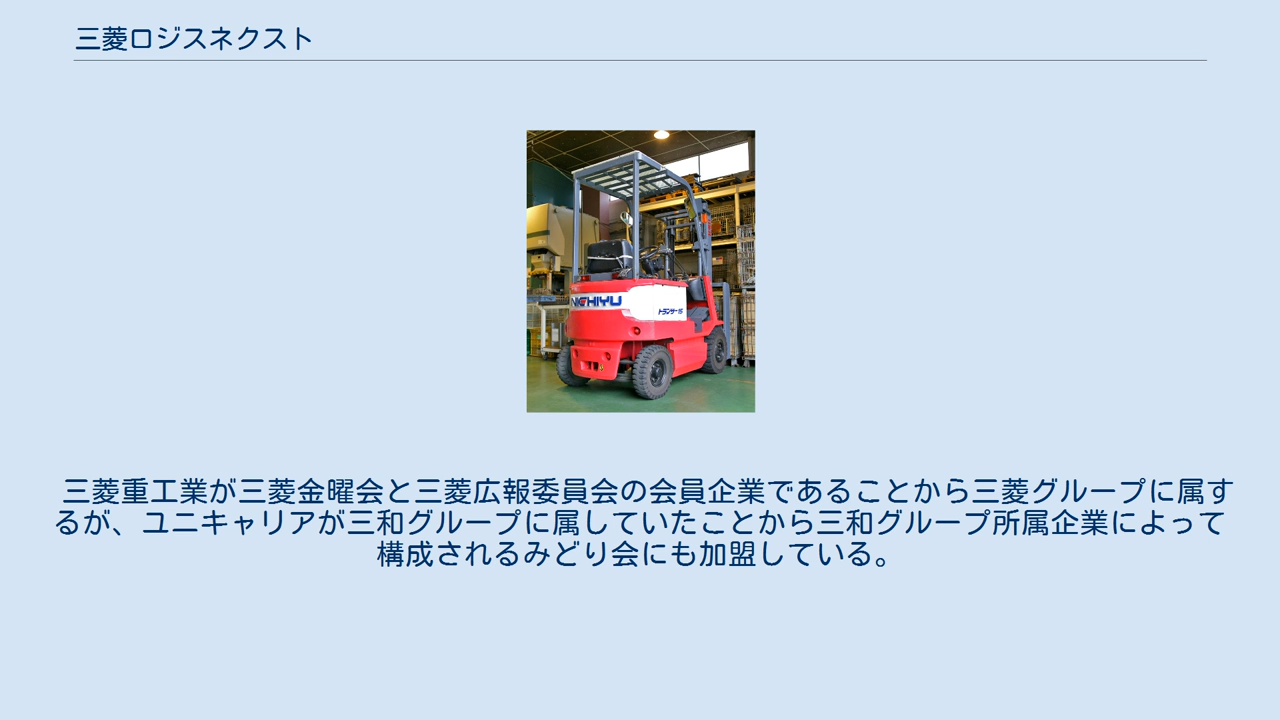 三菱ロジスネクスト
NICHIYU
トランサー15
三菱重工業が三菱金曜会と三菱広報委員会の会員企業であることから三菱グループに属す
るが、ユニキャリアが三和グループに属していたことから三和グループ所属企業によって
構成されるみどり会にも加盟している。